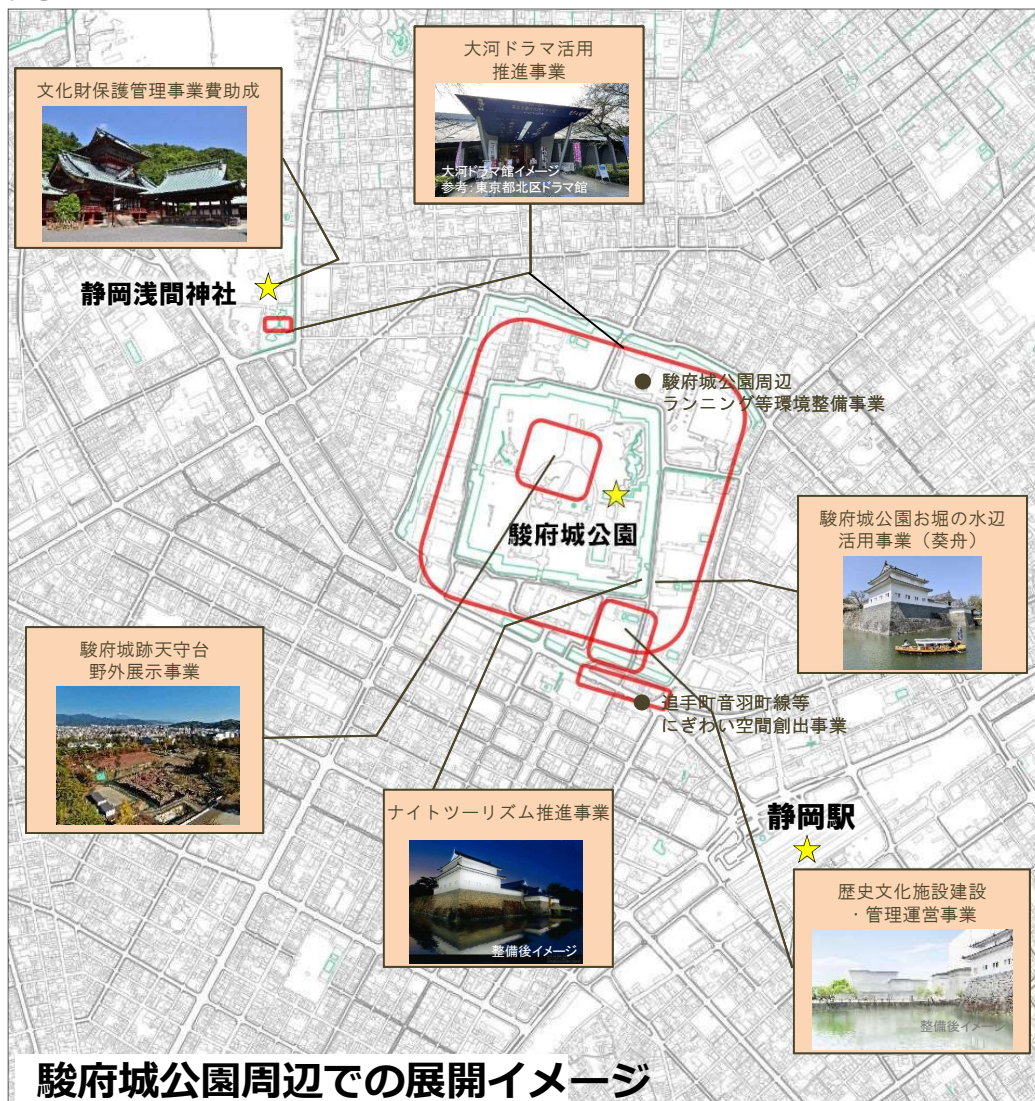 大河ドラマ活用
推進事業
大河ドラマ館イメージ
参考：東京都北区ドラマ館
文化財保護管理事業費助成
静岡浅間神社
● 駿府城公園周辺
ランニング等環境整備事業
駿府城公園
駿府城公園お堀の水辺
活用事業（葵舟）
駿府城跡天守台
野外展示事業
● 追手町音羽町線等
にぎわい空間創出事業
ナイトツーリズム推進事業
整備後イメージ
静岡駅
歴史文化施設建設
・管理運営事業
整備後イメージ
駿府城公園周辺での展開イメージ